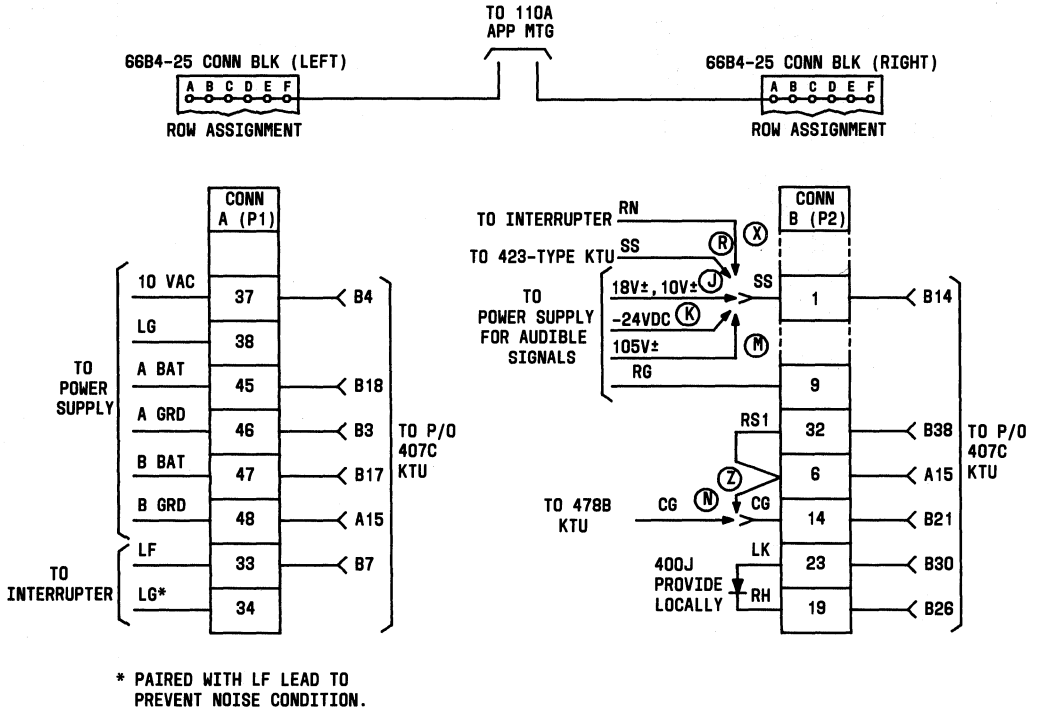 TO 110A
APP MTG
66B4-25 CONN BLK (LEFT)
A B C D E F
ROW ASSIGNMENT
66B4-25 CONN BLK (RIGHT)
A B C D E F
ROW ASSIGNMENT
CONN
A (P1)
TO
POWER
SUPPLY
10 VAC 37 B4
LG 38
A BAT 45 B18
A GRD 46 B3
B BAT 47 B17
B GRD 48 A15
TO
INTERRUPTER
LF 33 B7
LG* 34
TO P/O
407C
KTU
* PAIRED WITH LF LEAD TO
PREVENT NOISE CONDITION.
CONN
B (P2)
TO INTERRUPTER RN X
TO 423-TYPE KTU SS R
TO
POWER SUPPLY
FOR AUDIBLE
SIGNALS
18V±, 10V± J SS 1 B14
-24VDC K
105V± M
RG 9
RS1 32 B38
Z 6 A15
TO 478B
KTU
CG N CG 14 B21
400J
PROVIDE
LOCALLY
LK 23 B30
RH 19 B26
TO P/O
407C
KTU